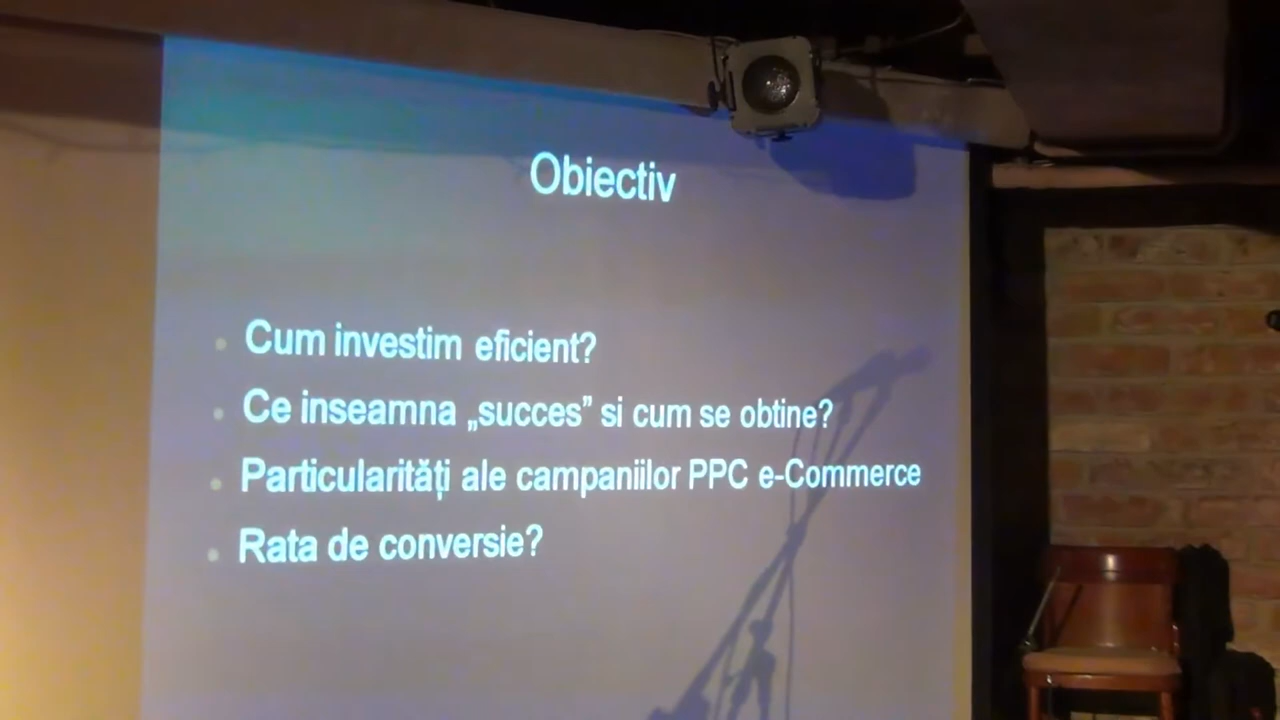 Obiectiv
Cum investim eficient?
Ce inseamna „succes” si cum se obtine?
Particularități ale campaniilor PPC e-Commerce
Rata de conversie?